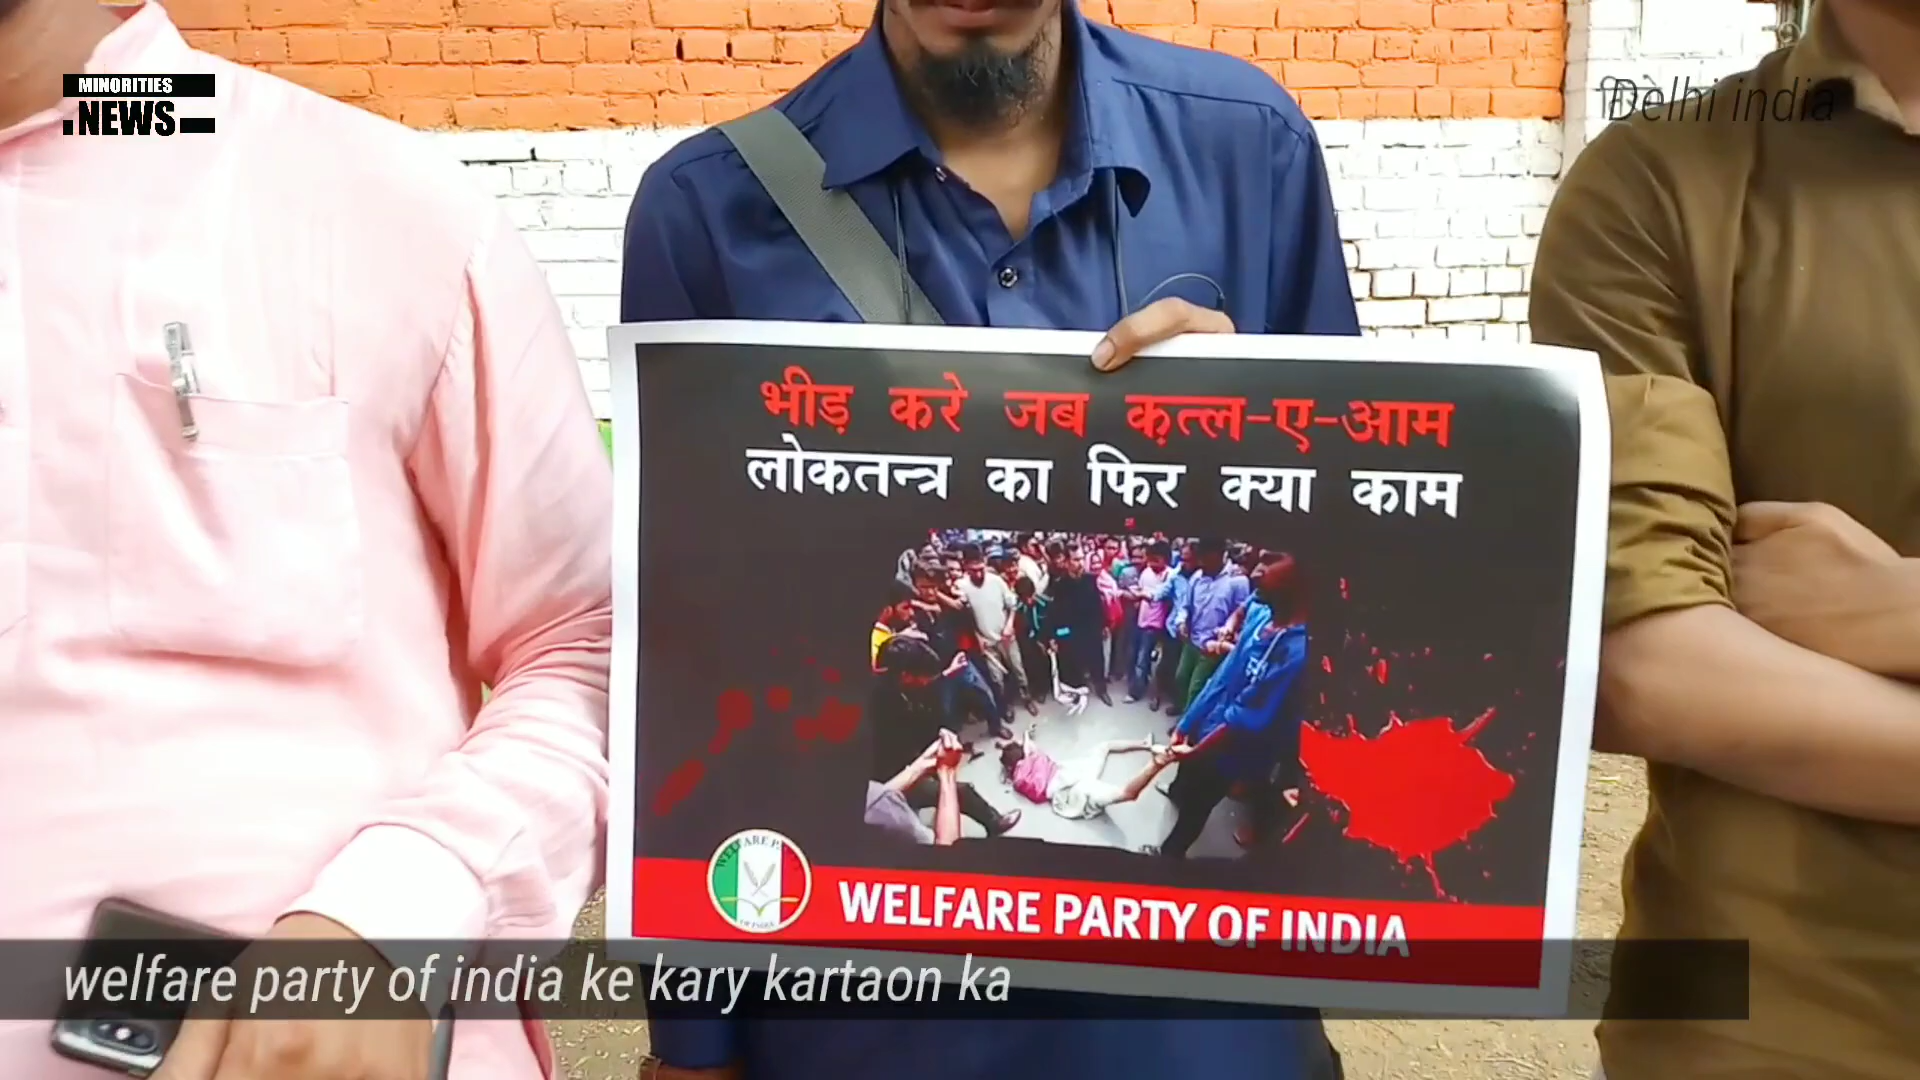 MINORITIES
NEWS
Delhi india
भीड़ करे जब क़त्ल-ए-आम
लोकतन्त्र का फिर क्या काम
WELFARE PARTY OF INDIA
welfare party of india ke kary kartaon ka